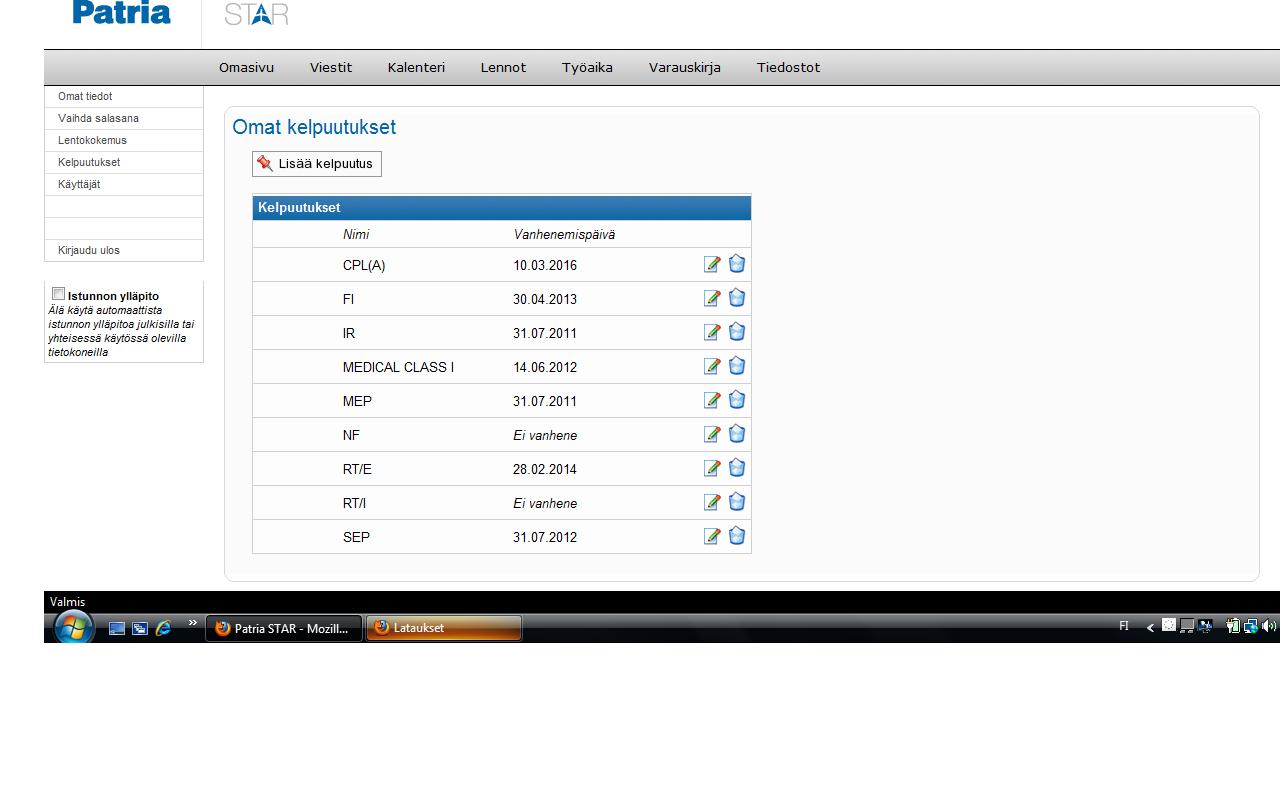 Patria STAR
Omasivu Viestit Kalenteri Lennot Työaika Varauskirja Tiedostot
Omat tiedot
Vaihda salasana
Lentokokemus
Kelpuutukset
Käyttäjät
Kirjaudu ulos
Istunnon ylläpito
Älä käytä automaattista
istunnon ylläpitoa julkisilla tai
yhteisessä käytössä olevilla
tietokoneilla
Omat kelpuutukset
Lisää kelpuutus
Kelpuutukset
Nimi Vanhenemispäivä
CPL(A) 10.03.2016
FI 30.04.2013
IR 31.07.2011
MEDICAL CLASS I 14.06.2012
MEP 31.07.2011
NF Ei vanhene
RT/E 28.02.2014
RT/I Ei vanhene
SEP 31.07.2012
Valmis
» Patria STAR - Mozill... Lataukset FI <